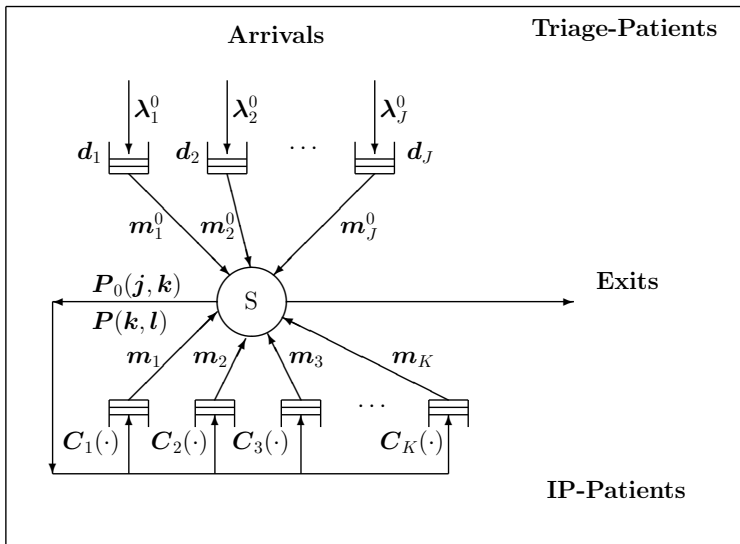 Arrivals Triage-Patients
λ₁⁰ λ₂⁰ λ_J⁰
d₁ d₂ ⋯ d_J
m₁⁰ m₂⁰ m_J⁰
P₀(j, k) S Exits
P(k, l)
m₁ m₂ m₃ m_K
⋯
C₁(·) C₂(·) C₃(·) C_K(·)
IP-Patients